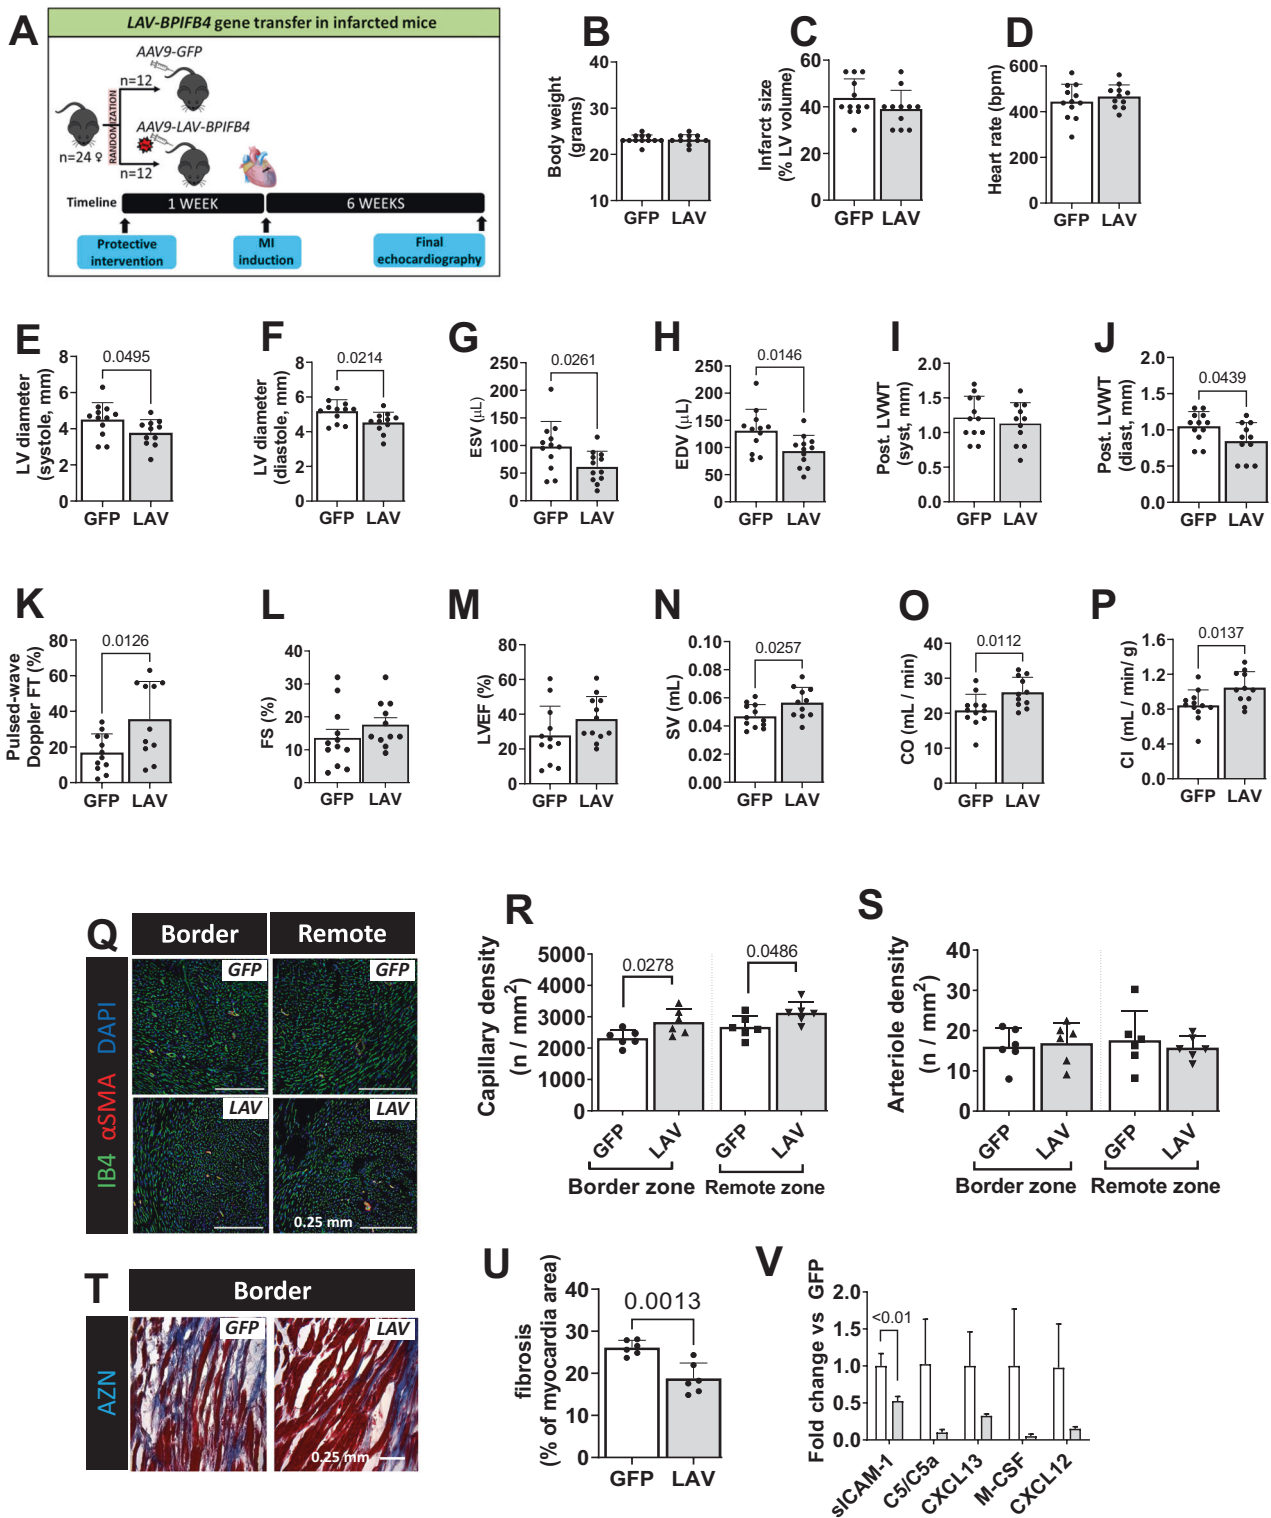 A
LAV-BPIFB4 gene transfer in infarcted mice
AAV9-GFP
n=12
RANDOMIZATION
AAV9-LAV-BPIFB4
n=24 ♀
n=12
Timeline
1 WEEK
6 WEEKS
Protective
intervention
MI
induction
Final
echocardiography
B
Body weight
(grams)
40
30
20
10
GFP LAV
C
Infarct size
(% LV volume)
60
40
20
0
GFP LAV
D
Heart rate (bpm)
600
400
200
0
GFP LAV
E
LV diameter
(systole, mm)
8
6
4
2
0
0.0495
GFP LAV
F
LV diameter
(diastole, mm)
8
6
4
2
0
0.0214
GFP LAV
G
ESV (µL)
250
200
150
100
50
0
0.0261
GFP LAV
H
EDV (µL)
250
200
150
100
50
0
0.0146
GFP LAV
I
Post. LVWT
(syst, mm)
2.0
1.5
1.0
0.5
0.0
GFP LAV
J
Post. LVWT
(diast, mm)
2.0
1.5
1.0
0.5
0.0
0.0439
GFP LAV
K
Pulsed-wave
Doppler FT (%)
80
60
40
20
0
0.0126
GFP LAV
L
FS (%)
40
30
20
10
0
GFP LAV
M
LVEF (%)
80
60
40
20
0
GFP LAV
N
SV (mL)
0.10
0.08
0.06
0.04
0.02
0.00
0.0257
GFP LAV
O
CO (mL / min)
40
30
20
10
0
0.0112
GFP LAV
P
CI (mL / min/ g)
1.6
1.2
0.8
0.4
0.0
0.0137
GFP LAV
Q
Border
Remote
IB4 αSMA DAPI
GFP
GFP
LAV
LAV
0.25 mm
R
Capillary density
(n / mm²)
5000
4000
3000
2000
1000
0
0.0278
0.0486
GFP LAV GFP LAV
Border zone Remote zone
S
Arteriole density
(n / mm²)
40
30
20
10
0
GFP LAV GFP LAV
Border zone Remote zone
T
Border
AZN
GFP
LAV
0.25 mm
U
fibrosis
(% of myocardia area)
40
30
20
10
0
0.0013
GFP LAV
V
Fold change vs GFP
2.0
1.5
1.0
0.5
0.0
<0.01
sICAM-1
C5/C5a
CXCL13
M-CSF
CXCL12